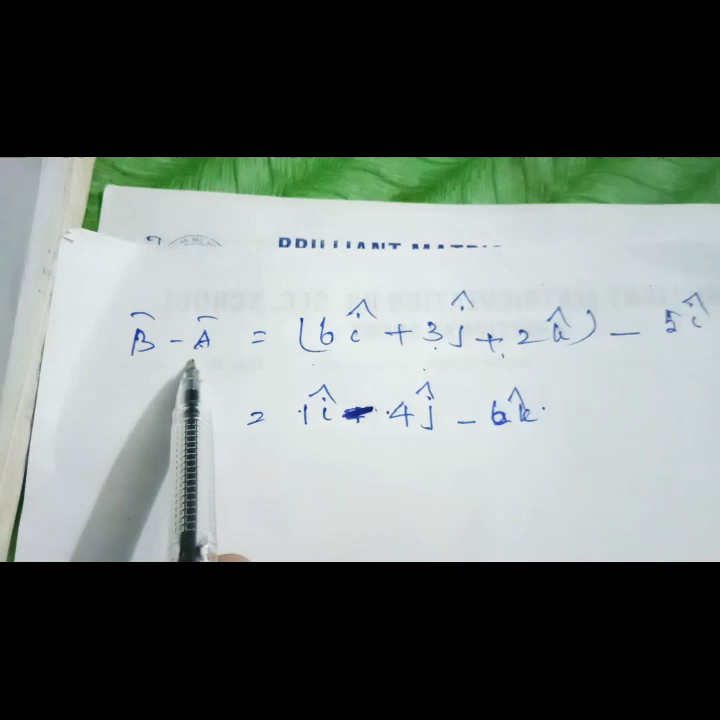 BRILLIANT MATRIC
B̄ - Ā = (6î + 3ĵ + 2k̂) - 5î
= 1î - 4ĵ - 6k̂